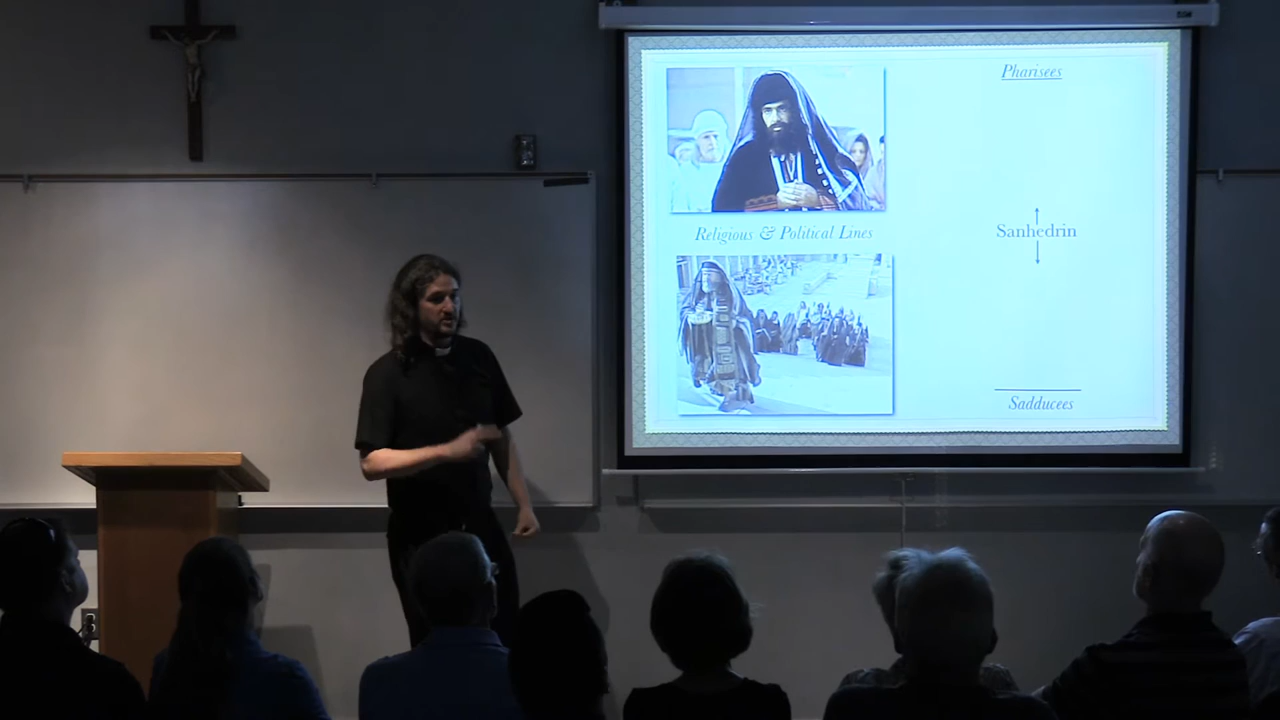 Pharisees
Religious & Political Lines
Sanhedrin
Sadducees